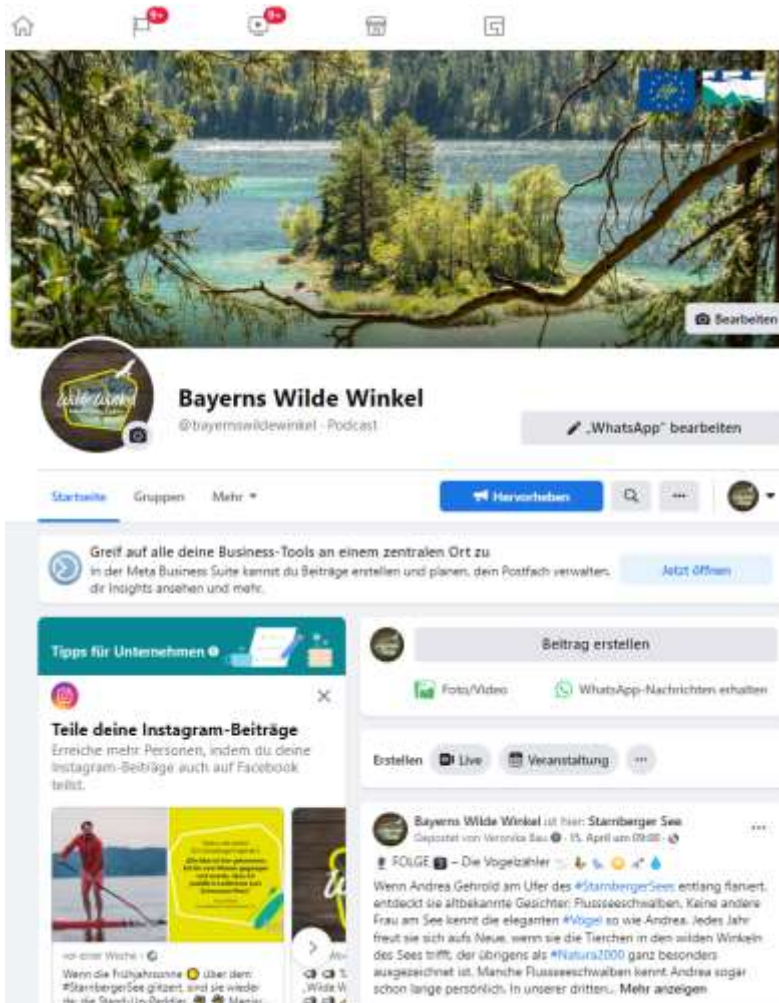 9+
9+
Bearbeiten
Bayerns Wilde Winkel
@bayernswildewinkel · Podcast
„WhatsApp“ bearbeiten
Startseite
Gruppen
Mehr
Hervorheben
Greif auf alle deine Business-Tools an einem zentralen Ort zu
In der Meta Business Suite kannst du Beiträge erstellen und planen, dein Postfach verwalten,
dir Insights ansehen und mehr.
Jetzt öffnen
Tipps für Unternehmen
Teile deine Instagram-Beiträge
Erreiche mehr Personen, indem du deine
Instagram-Beiträge auch auf Facebook
teilst.
vor einer Woche ·
Wenn die Frühjahrssonne über dem
#StarnbergerSee glitzert, sind sie wieder
da: die Stand-Up-Paddler.
Beitrag erstellen
Foto/Video
WhatsApp-Nachrichten erhalten
Erstellen
Live
Veranstaltung
Bayerns Wilde Winkel ist hier: Starnberger See
Gepostet von Veronika Bau · 15. April um 09:00 ·
FOLGE 3 – Die Vogelzähler
Wenn Andrea Gehrold am Ufer des #StarnbergerSees entlang flaniert,
entdeckt sie altbekannte Gesichter: Flussseeschwalben. Keine andere
Frau am See kennt die eleganten #Vögel so wie Andrea. Jedes Jahr
freut sie sich aufs Neue, wenn sie die Tierchen in den wilden Winkeln
des Sees trifft, der übrigens als #Natura2000 ganz besonders
ausgezeichnet ist. Manche Flussseeschwalben kennt Andrea sogar
schon lange persönlich. In unserer dritten... Mehr anzeigen